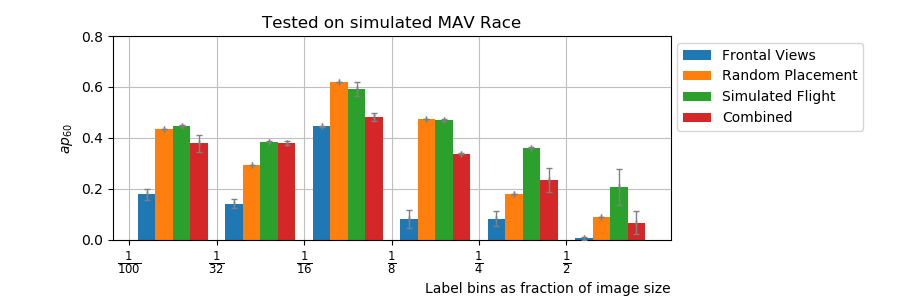 Tested on simulated MAV Race
ap60
0.8
0.6
0.4
0.2
0.0
1/100 1/32 1/16 1/8 1/4 1/2
Label bins as fraction of image size
Frontal Views
Random Placement
Simulated Flight
Combined